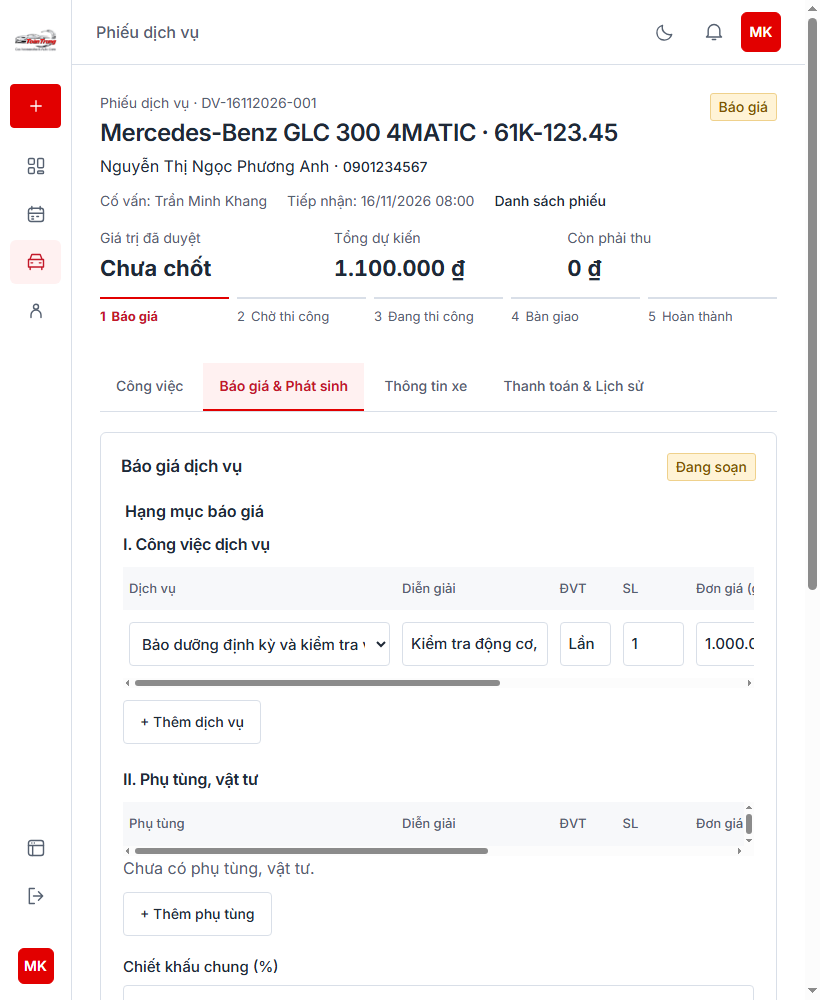 Phiếu dịch vụ
MK
Phiếu dịch vụ · DV-16112026-001
Báo giá
Mercedes-Benz GLC 300 4MATIC · 61K-123.45
Nguyễn Thị Ngọc Phương Anh · 0901234567
Cố vấn: Trần Minh Khang Tiếp nhận: 16/11/2026 08:00 Danh sách phiếu
Giá trị đã duyệt Tổng dự kiến Còn phải thu
Chưa chốt 1.100.000 ₫ 0 ₫
1 Báo giá 2 Chờ thi công 3 Đang thi công 4 Bàn giao 5 Hoàn thành
Công việc Báo giá & Phát sinh Thông tin xe Thanh toán & Lịch sử
Báo giá dịch vụ
Đang soạn
Hạng mục báo giá
I. Công việc dịch vụ
Dịch vụ Diễn giải ĐVT SL Đơn giá (
Bảo dưỡng định kỳ và kiểm tra Kiểm tra động cơ, Lần 1 1.000.0
+ Thêm dịch vụ
II. Phụ tùng, vật tư
Phụ tùng Diễn giải ĐVT SL Đơn giá
Chưa có phụ tùng, vật tư.
+ Thêm phụ tùng
Chiết khấu chung (%)
MK